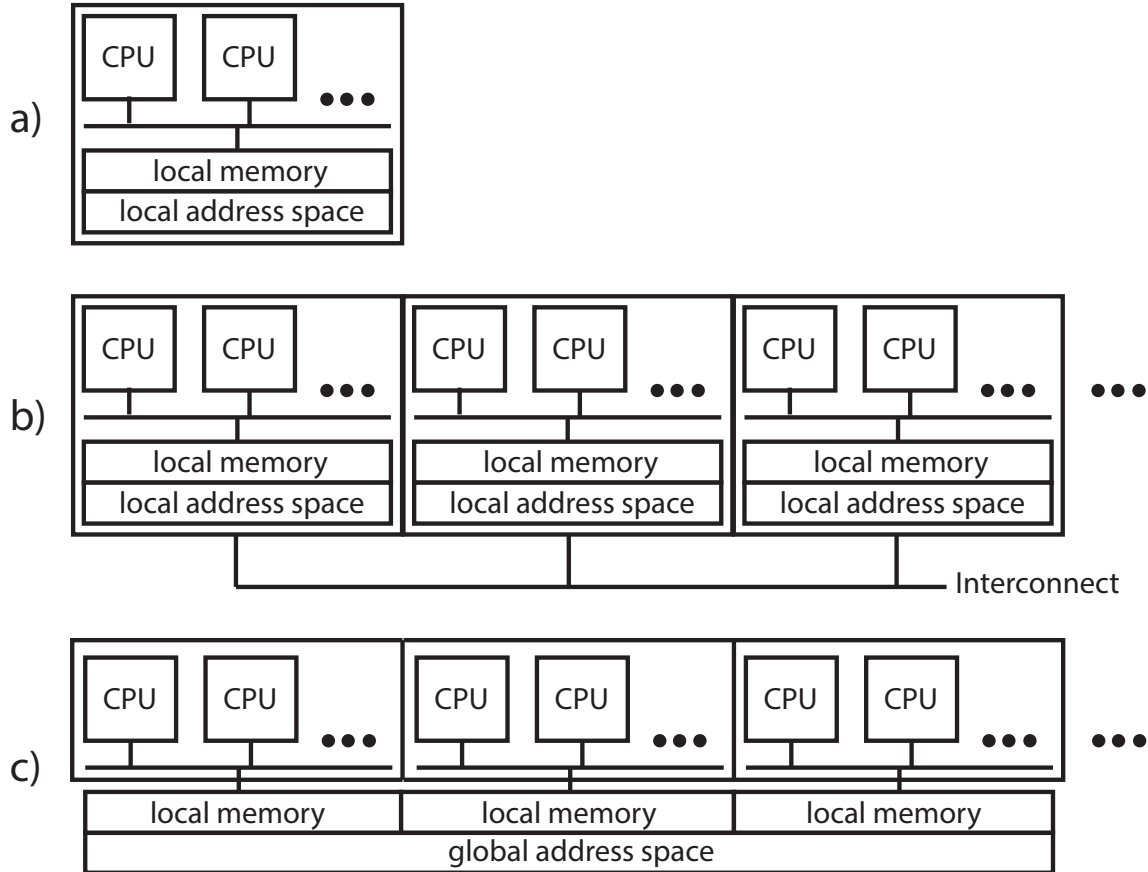 CPU CPU
a)
local memory
local address space
CPU CPU CPU CPU CPU CPU
b)
local memory local memory local memory
local address space local address space local address space
Interconnect
CPU CPU CPU CPU CPU CPU
c)
local memory local memory local memory
global address space